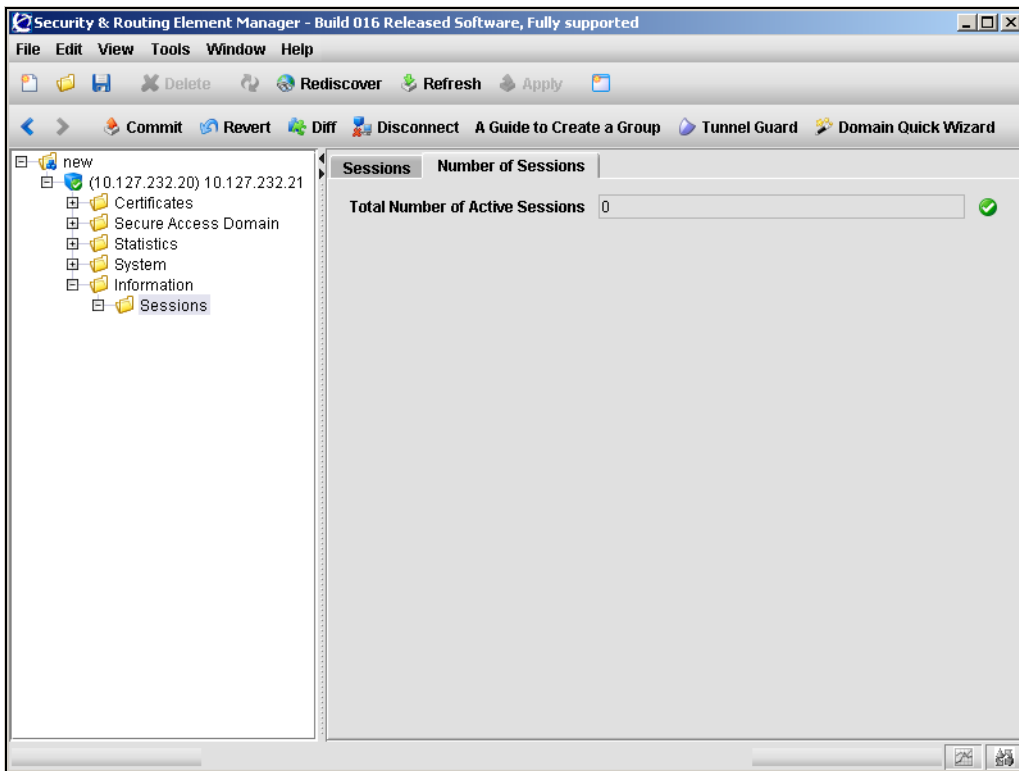 Security & Routing Element Manager - Build 016 Released Software, Fully supported
File Edit View Tools Window Help
Delete Rediscover Refresh Apply
Commit Revert Diff Disconnect A Guide to Create a Group Tunnel Guard Domain Quick Wizard
new
(10.127.232.20) 10.127.232.21
Certificates
Secure Access Domain
Statistics
System
Information
Sessions
Sessions Number of Sessions
Total Number of Active Sessions 0